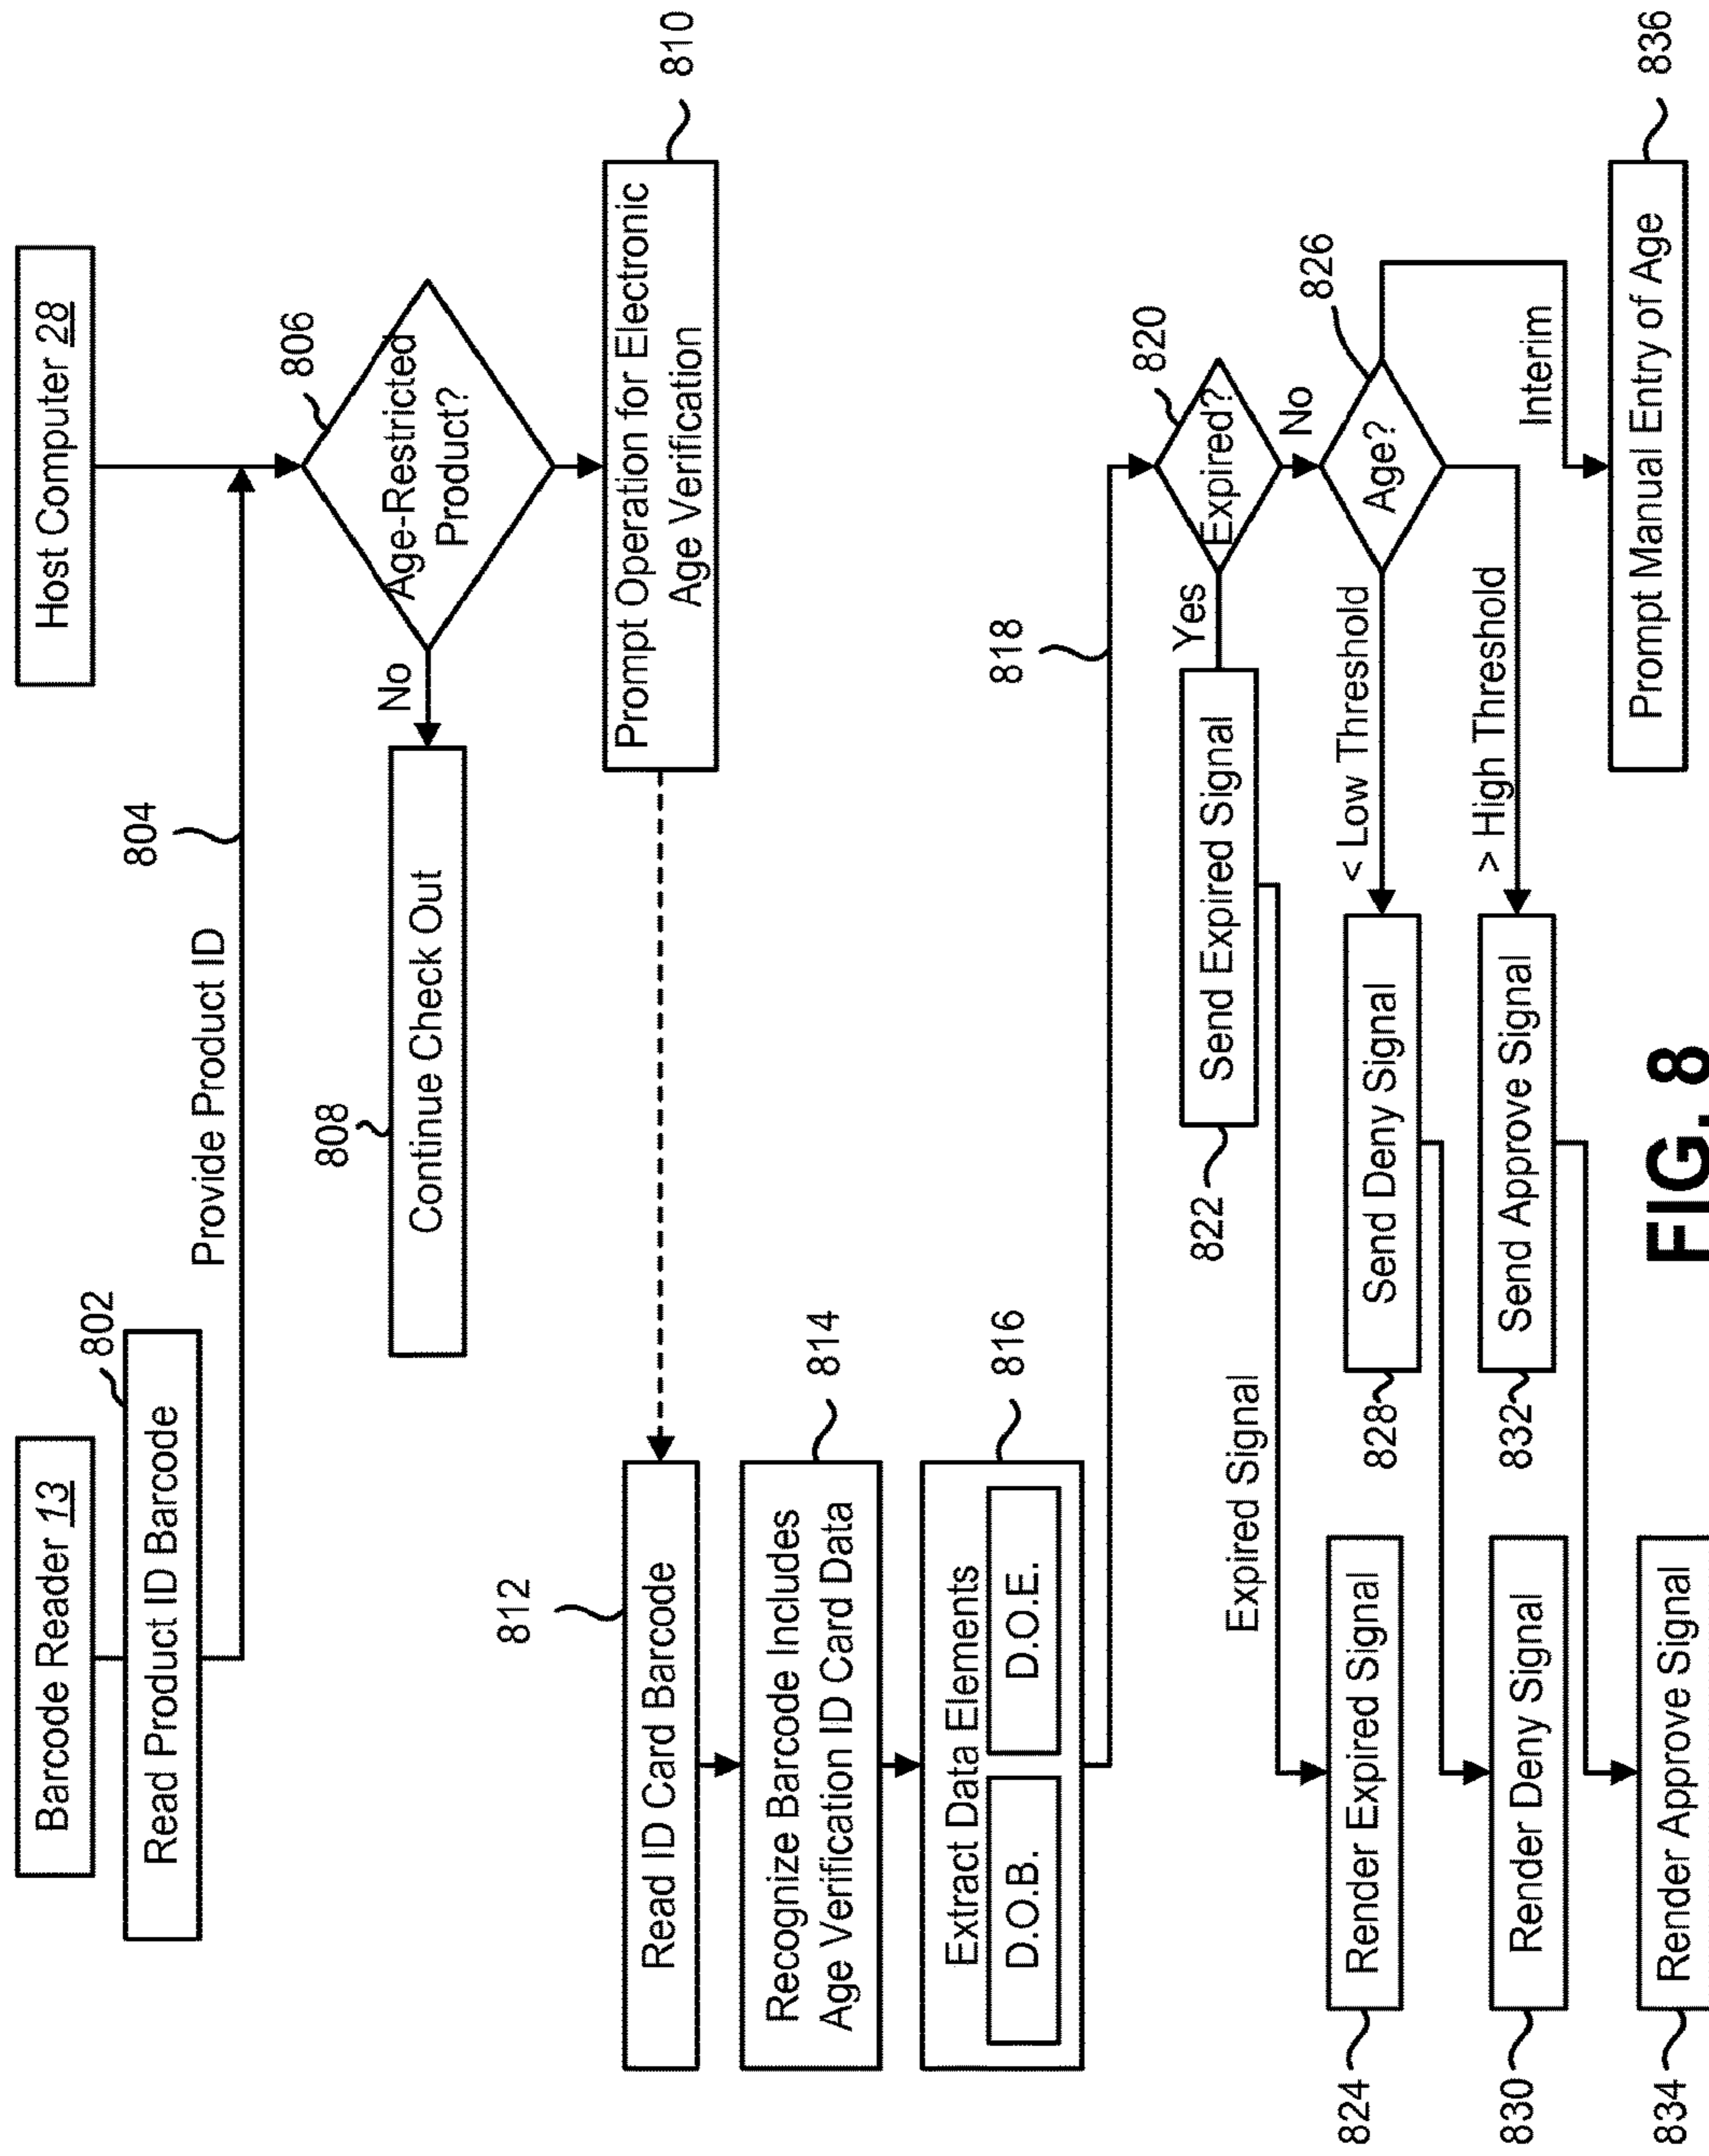 Barcode Reader 13
Host Computer 28
802
Read Product ID Barcode
804
Provide Product ID
806
Age-Restricted
Product?
No
808
Continue Check Out
810
Prompt Operation for Electronic
Age Verification
812
Read ID Card Barcode
814
Recognize Barcode Includes
Age Verification ID Card Data
816
Extract Data Elements
D.O.B.
D.O.E.
818
820
Expired?
Yes
No
822
Send Expired Signal
Expired Signal
824
Render Expired Signal
826
Age?
< Low Threshold
Interim
828
Send Deny Signal
830
Render Deny Signal
> High Threshold
832
Send Approve Signal
834
Render Approve Signal
836
Prompt Manual Entry of Age
FIG. 8